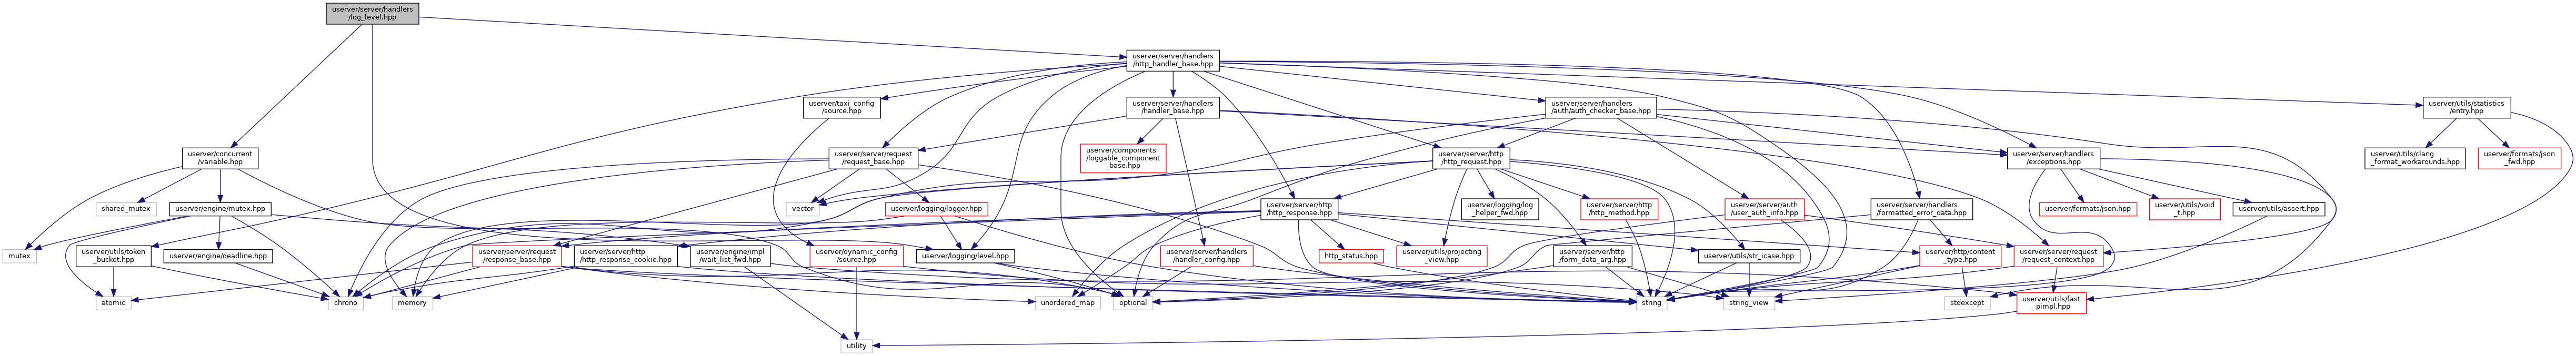 userver/server/handlers
/log_level.hpp
userver/server/handlers
/http_handler_base.hpp
userver/taxi_config
/source.hpp
userver/server/handlers
/handler_base.hpp
userver/server/handlers
/auth/auth_checker_base.hpp
userver/utils/statistics
/entry.hpp
userver/concurrent
/variable.hpp
userver/server/request
/request_base.hpp
userver/components
/loggable_component
_base.hpp
userver/server/http
/http_request.hpp
userver/server/handlers
/exceptions.hpp
userver/utils/clang
_format_workarounds.hpp
userver/formats/json
_fwd.hpp
shared_mutex
userver/engine/mutex.hpp
vector
userver/logging/logger.hpp
userver/server/http
/http_response.hpp
userver/logging/log
_helper_fwd.hpp
userver/server/http
/http_method.hpp
userver/server/auth
/user_auth_info.hpp
userver/server/handlers
/formatted_error_data.hpp
userver/formats/json.hpp
userver/utils/void
_t.hpp
userver/utils/assert.hpp
mutex
userver/utils/token
_bucket.hpp
userver/engine/deadline.hpp
userver/server/request
/response_base.hpp
userver/server/http
/http_response_cookie.hpp
userver/engine/impl
/wait_list_fwd.hpp
userver/dynamic_config
/source.hpp
userver/logging/level.hpp
userver/server/handlers
/handler_config.hpp
http_status.hpp
userver/utils/projecting
_view.hpp
userver/server/http
/form_data_arg.hpp
userver/utils/str_icase.hpp
userver/http/content
_type.hpp
userver/server/request
/request_context.hpp
atomic
chrono
memory
unordered_map
optional
string
string_view
stdexcept
userver/utils/fast
_pimpl.hpp
utility